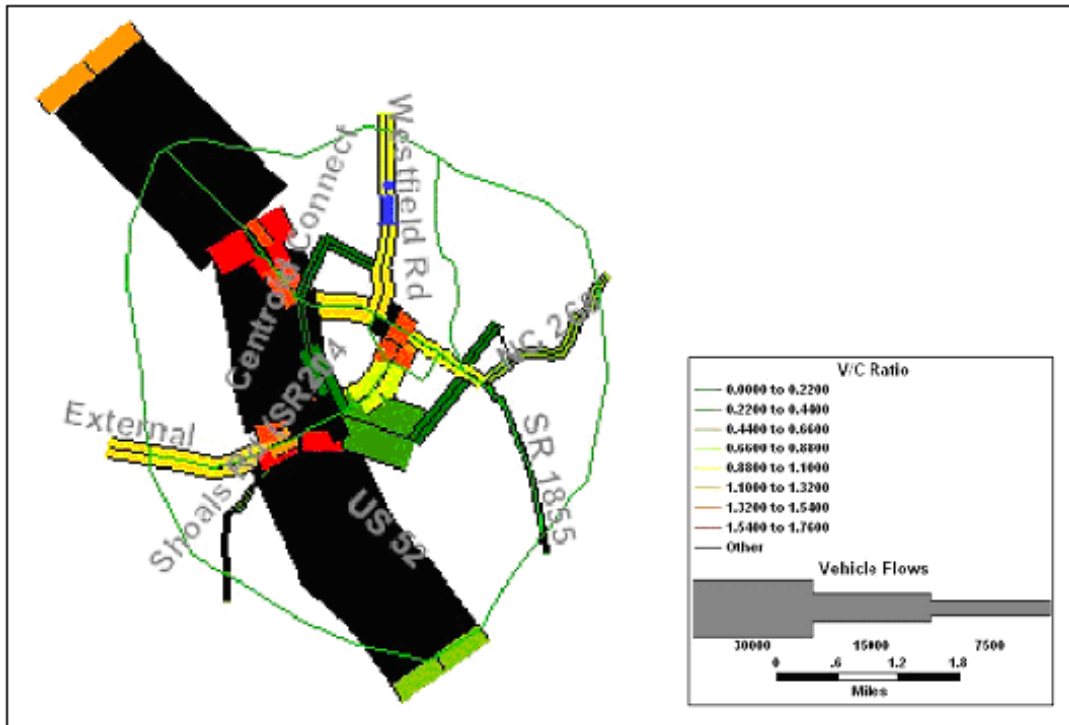 Westfield Rd
Centroid Connect
NC 268
External
Shoals
US 52
SR 1855
V/C Ratio
0.0000 to 0.2200
0.2200 to 0.4400
0.4400 to 0.6600
0.6600 to 0.8800
0.8800 to 1.1000
1.1000 to 1.3200
1.3200 to 1.5400
1.5400 to 1.7600
Other
Vehicle Flows
30000 15000 7500
0 .6 1.2 1.8
Miles